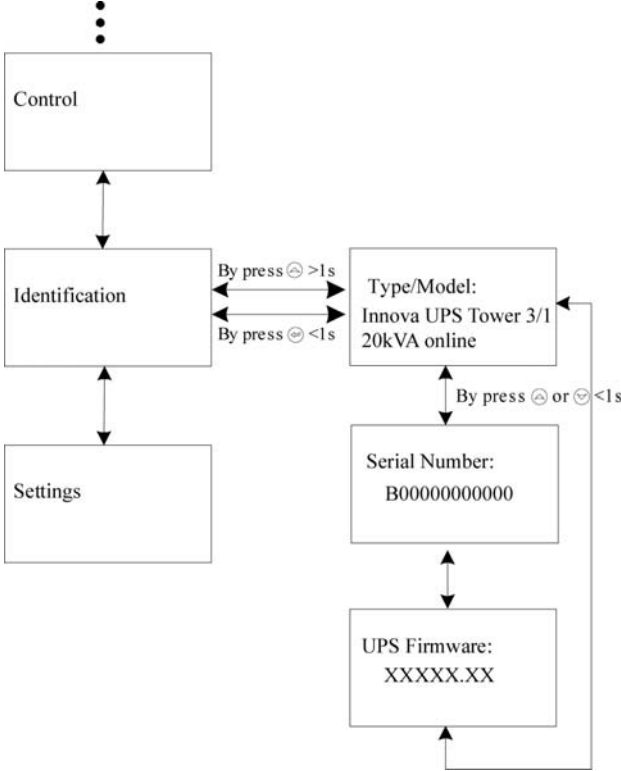 Control
Identification
By press >1s
By press <1s
Type/Model:
Innova UPS Tower 3/1
20kVA online
By press or <1s
Settings
Serial Number:
B00000000000
UPS Firmware:
XXXXX.XX